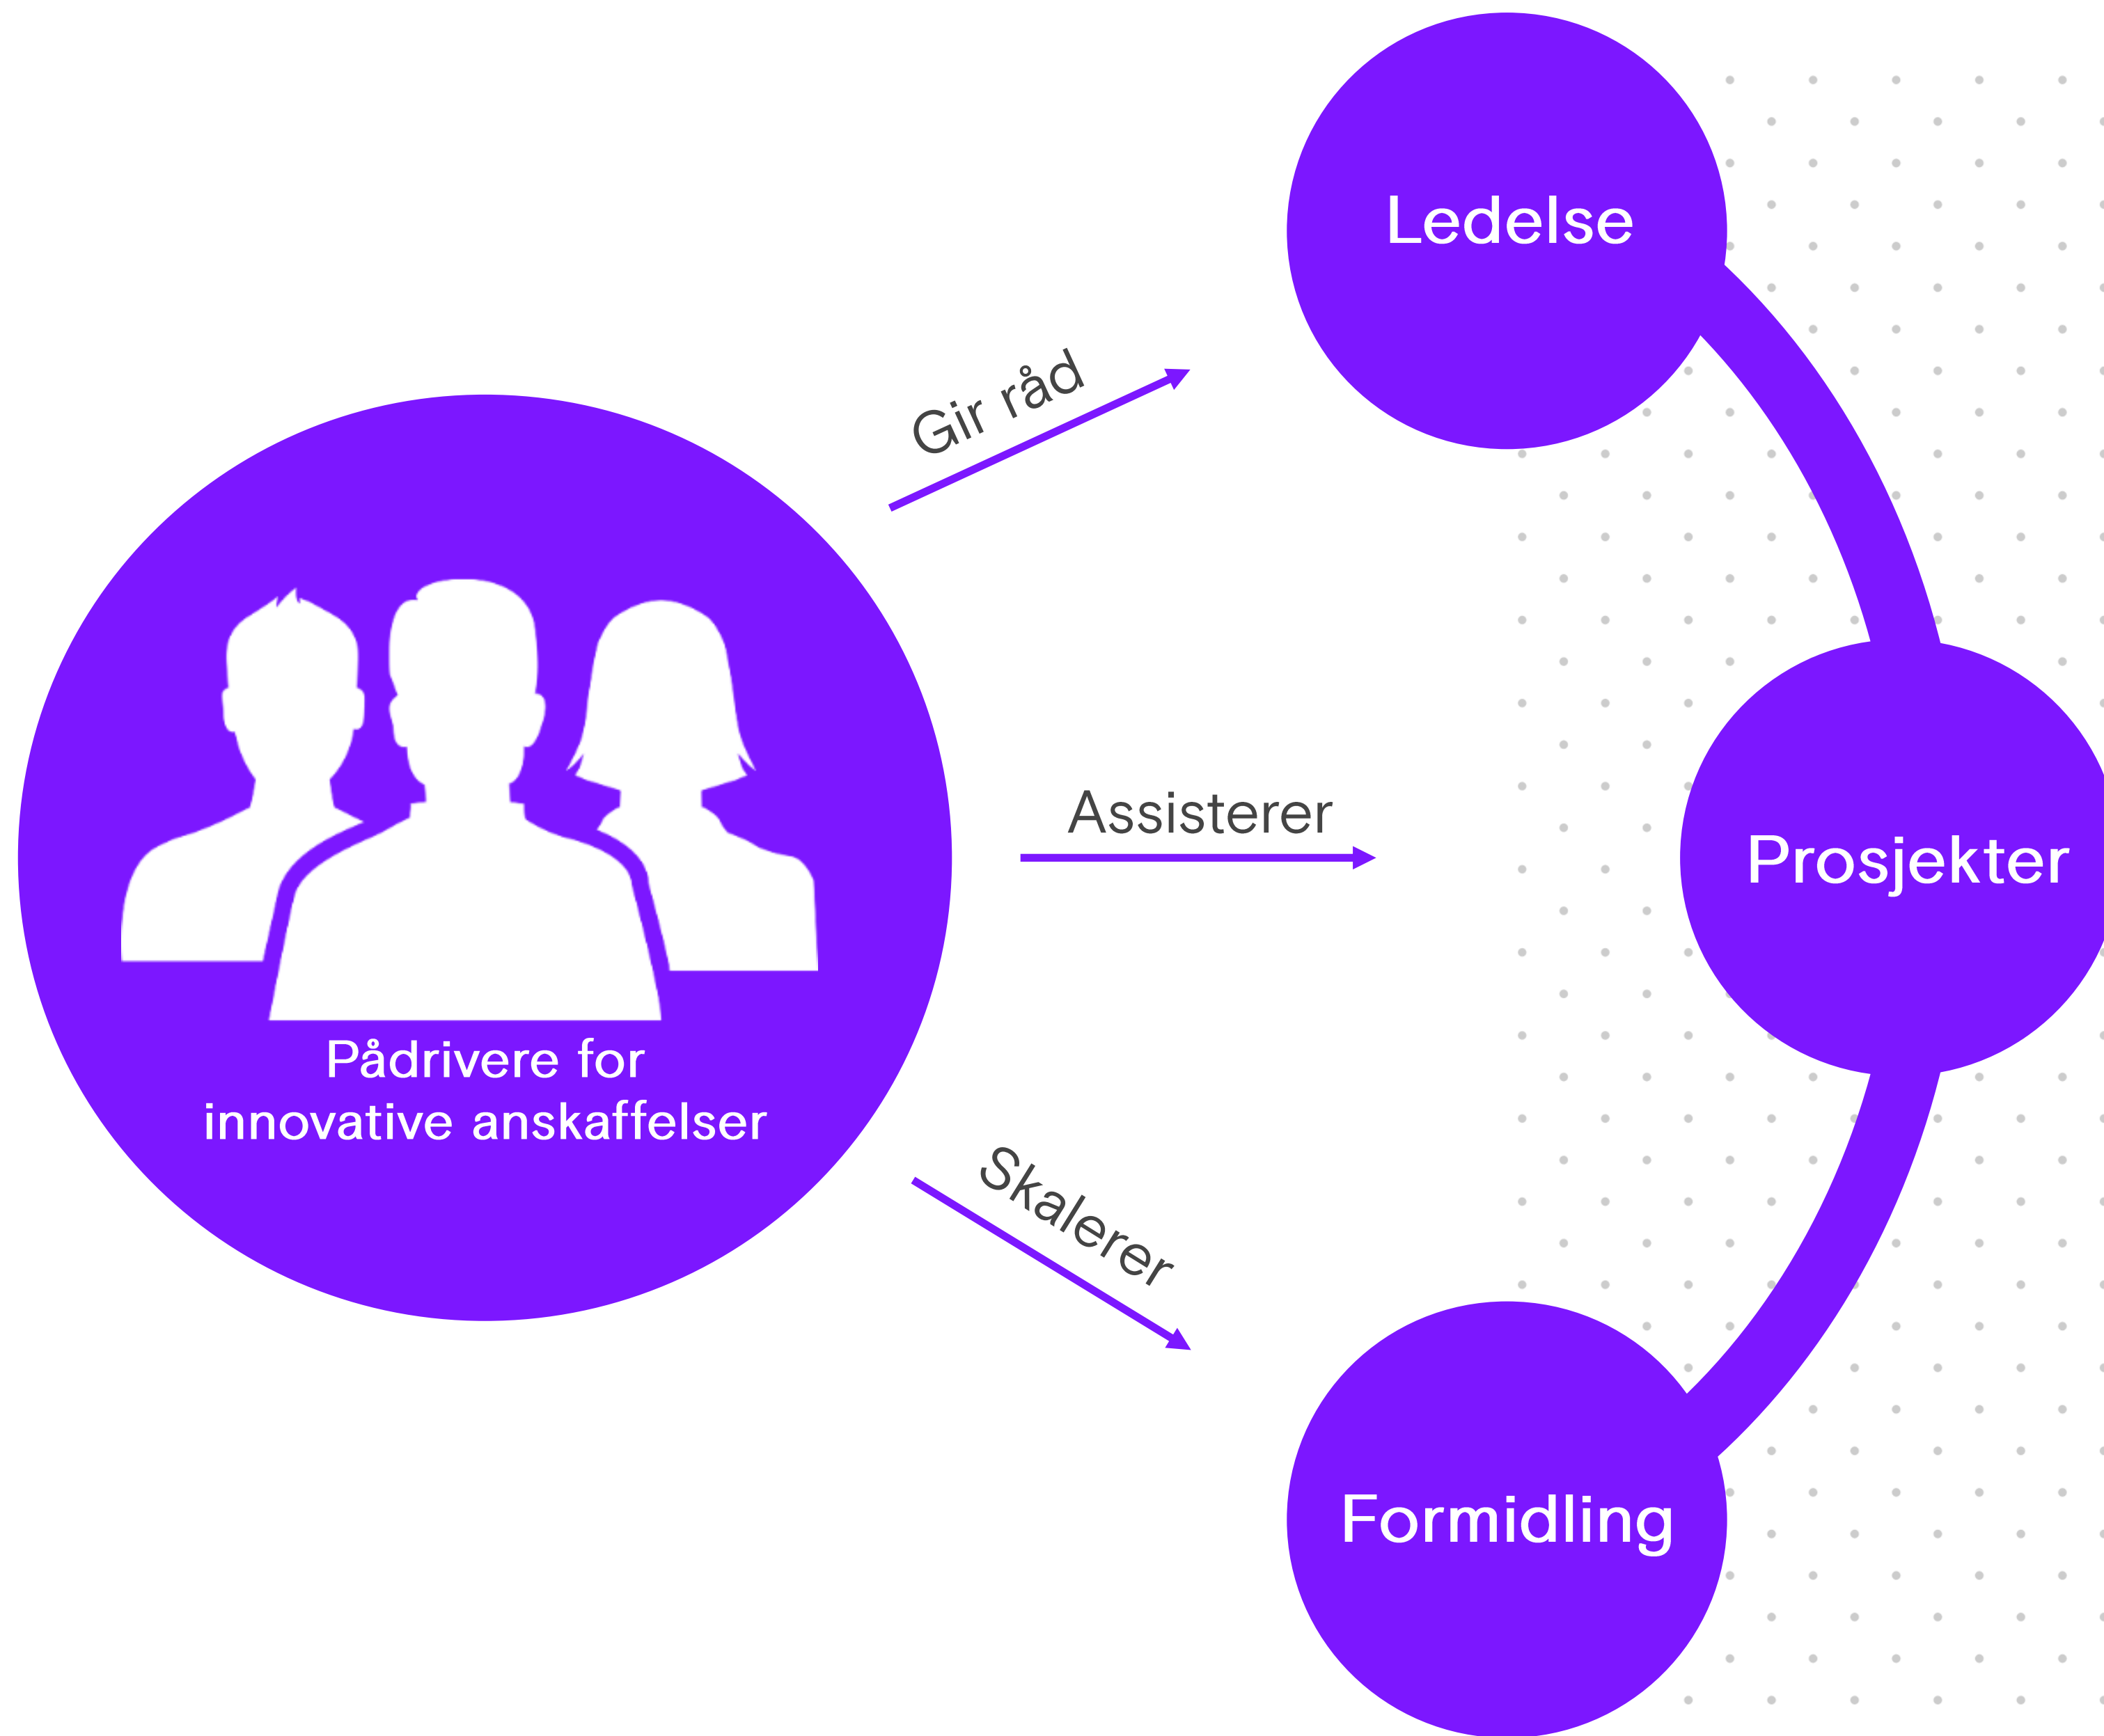 Ledelse
Gir råd
Assisterer
Prosjekter
Pådrivere for
innovative anskaffelser
Skalerer
Formidling